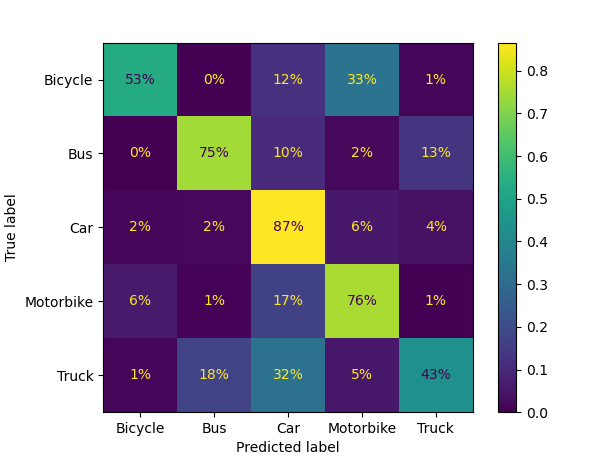 Bicycle 53% 0% 12% 33% 1%
Bus 0% 75% 10% 2% 13%
Car 2% 2% 87% 6% 4%
Motorbike 6% 1% 17% 76% 1%
Truck 1% 18% 32% 5% 43%
Bicycle Bus Car Motorbike Truck
Predicted label
True label
0.8
0.7
0.6
0.5
0.4
0.3
0.2
0.1
0.0